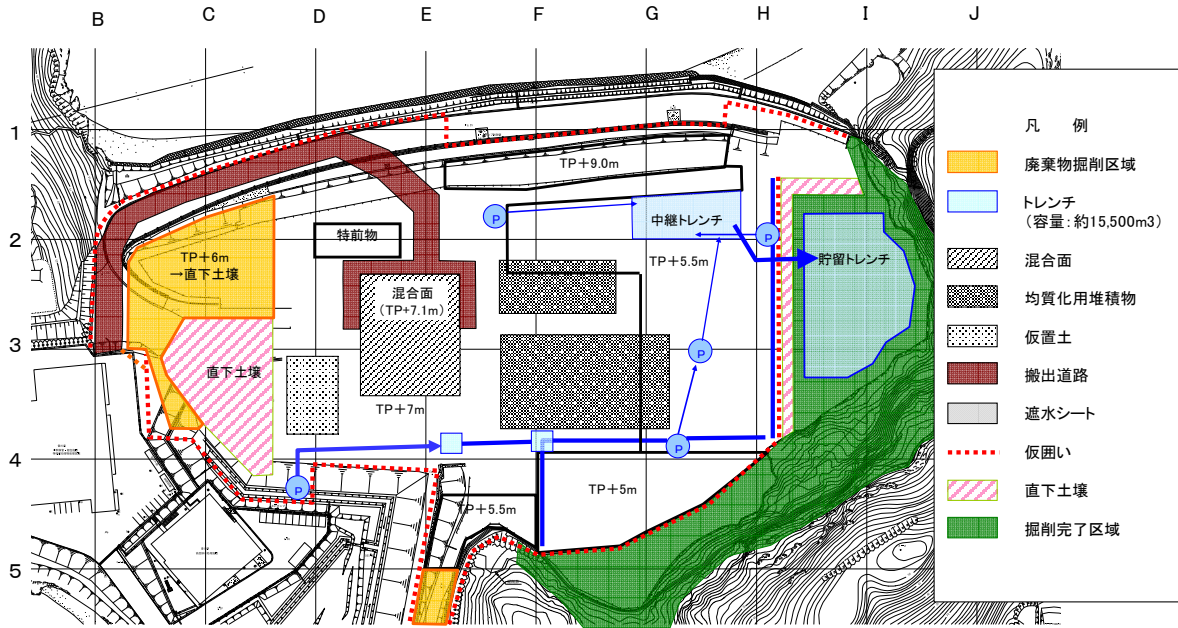 B C D E F G H I J
1
2
3
4
5
TP+9.0m
中継トレンチ
P
P
特前物
TP+6m
→直下土壌
TP+5.5m
貯留トレンチ
混合面
(TP+7.1m)
P
直下土壌
TP+7m
P
P
TP+5m
TP+5.5m
凡　例
廃棄物掘削区域
トレンチ
(容量：約15,500m3)
混合面
均質化用堆積物
仮置土
搬出道路
遮水シート
仮囲い
直下土壌
掘削完了区域